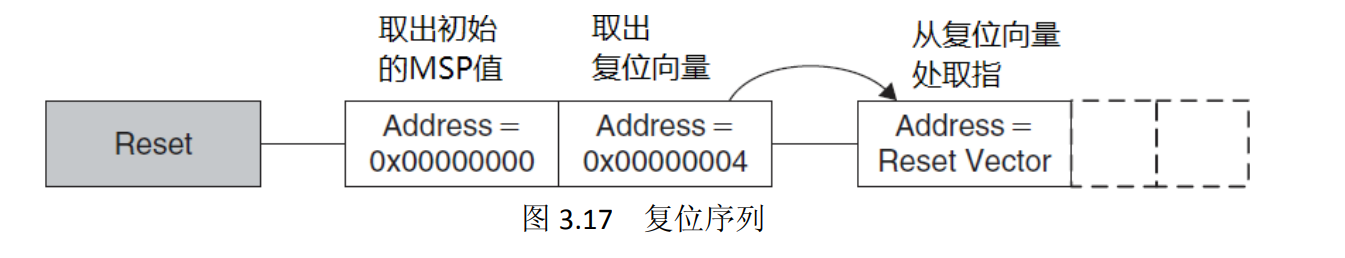 取出初始
的MSP值
取出
复位向量
从复位向量
处取指
Reset
Address =
0x00000000
Address =
0x00000004
Address =
Reset Vector
图 3.17 复位序列